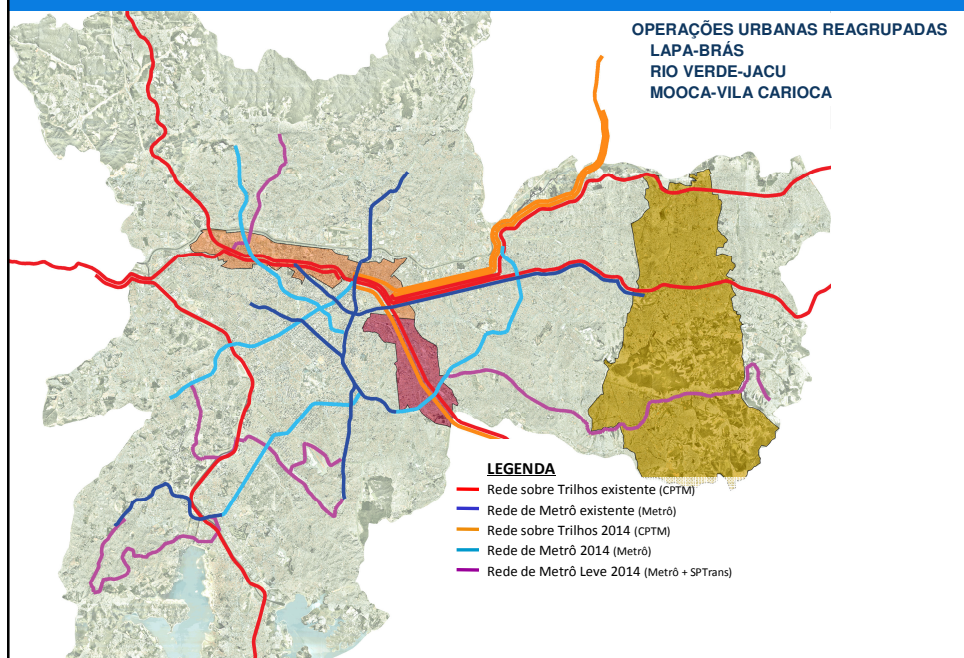 OPERAÇÕES URBANAS REAGRUPADAS
LAPA-BRÁS
RIO VERDE-JACU
MOOCA-VILA CARIOCA
LEGENDA
Rede sobre Trilhos existente (CPTM)
Rede de Metrô existente (Metrô)
Rede sobre Trilhos 2014 (CPTM)
Rede de Metrô 2014 (Metrô)
Rede de Metrô Leve 2014 (Metrô + SPTrans)